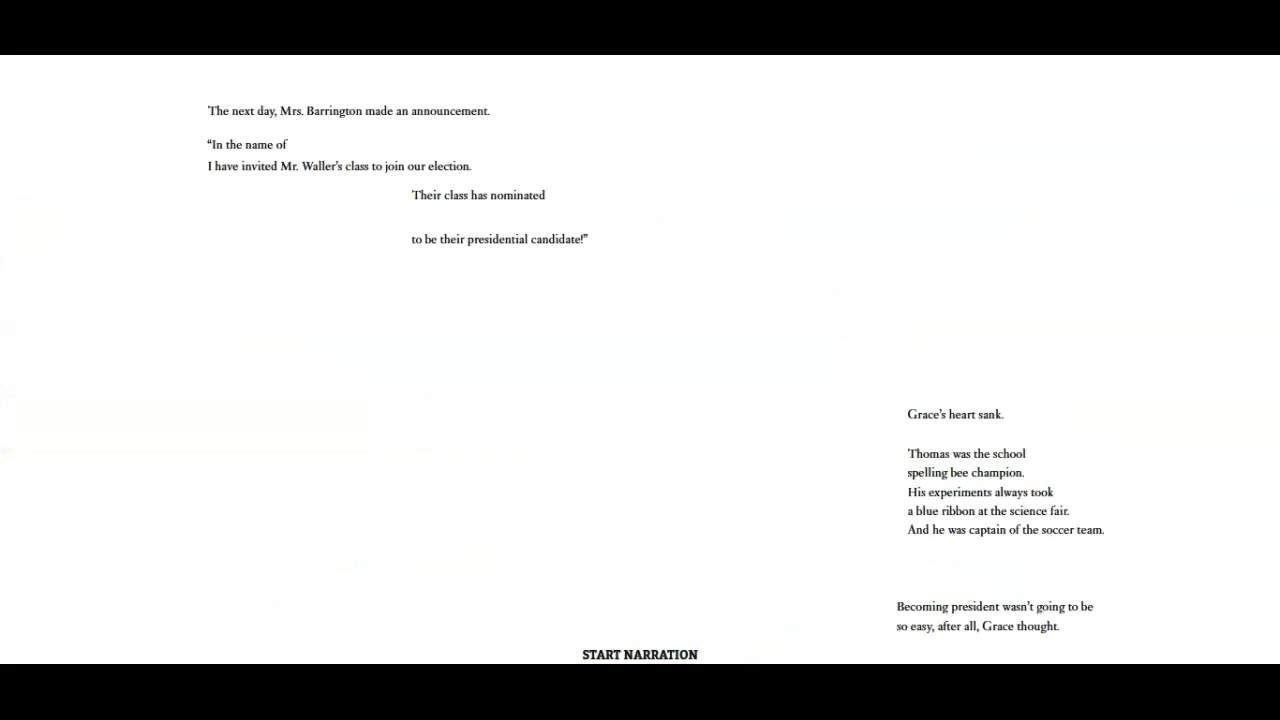 The next day, Mrs. Barrington made an announcement.
“In the name of
I have invited Mr. Waller’s class to join our election.
Their class has nominated
to be their presidential candidate!”
Grace’s heart sank.
Thomas was the school
spelling bee champion.
His experiments always took
a blue ribbon at the science fair.
And he was captain of the soccer team.
Becoming president wasn’t going to be
so easy, after all, Grace thought.
START NARRATION